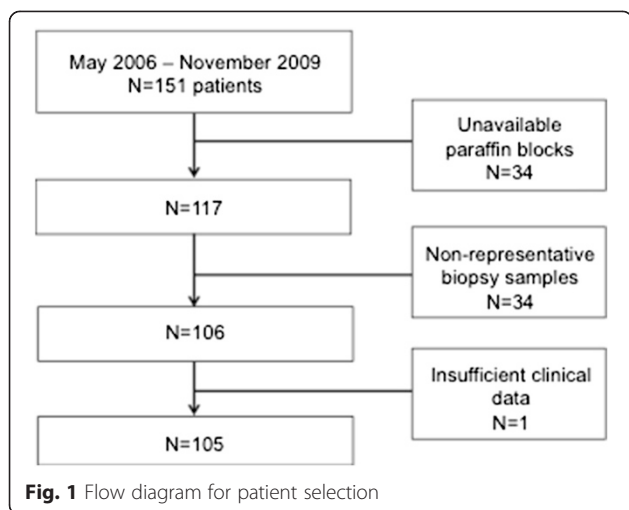 May 2006 – November 2009
N=151 patients
Unavailable
paraffin blocks
N=34
N=117
Non-representative
biopsy samples
N=34
N=106
Insufficient clinical
data
N=1
N=105
Fig. 1 Flow diagram for patient selection